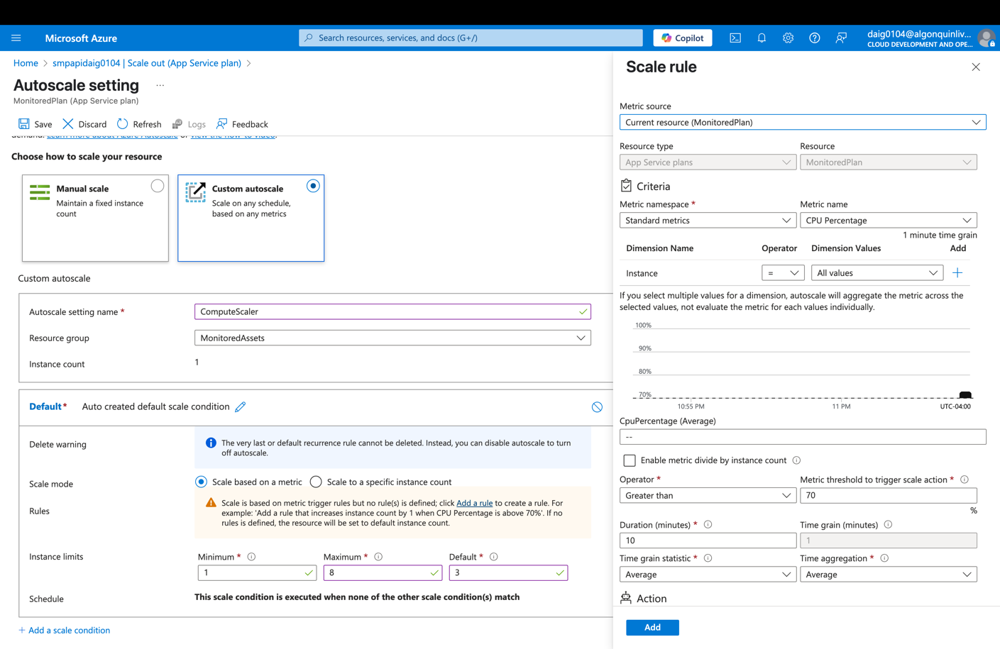 Microsoft Azure
Search resources, services, and docs (G+/)
Copilot
daig0104@algonquinliv...
CLOUD DEVELOPMENT AND OPE...
Home > smpapidaig0104 | Scale out (App Service plan) >
Autoscale setting ...
MonitoredPlan (App Service plan)
Save Discard Refresh Logs Feedback
demand. Learn more about Azure Autoscale or view the how-to video.
Choose how to scale your resource
Manual scale
Maintain a fixed instance
count
Custom autoscale
Scale on any schedule,
based on any metrics
Custom autoscale
Autoscale setting name * ComputeScaler
Resource group MonitoredAssets
Instance count 1
Default* Auto created default scale condition
Delete warning
The very last or default recurrence rule cannot be deleted. Instead, you can disable autoscale to turn
off autoscale.
Scale mode Scale based on a metric Scale to a specific instance count
Rules
Scale is based on metric trigger rules but no rule(s) is defined; click Add a rule to create a rule. For
example: 'Add a rule that increases instance count by 1 when CPU Percentage is above 70%'. If no
rules is defined, the resource will be set to default instance count.
Instance limits Minimum * Maximum * Default *
1 8 3
Schedule This scale condition is executed when none of the other scale condition(s) match
+ Add a scale condition
Scale rule
Metric source
Current resource (MonitoredPlan)
Resource type Resource
App Service plans MonitoredPlan
Criteria
Metric namespace * Metric name
Standard metrics CPU Percentage
1 minute time grain
Dimension Name Operator Dimension Values Add
Instance = All values +
If you select multiple values for a dimension, autoscale will aggregate the metric across the
selected values, not evaluate the metric for each values individually.
100%
90%
80%
70%
10:55 PM 11 PM UTC-04:00
CpuPercentage (Average)
--
Enable metric divide by instance count
Operator * Metric threshold to trigger scale action *
Greater than 70
%
Duration (minutes) * Time grain (minutes)
10 1
Time grain statistic * Time aggregation *
Average Average
Action
Add